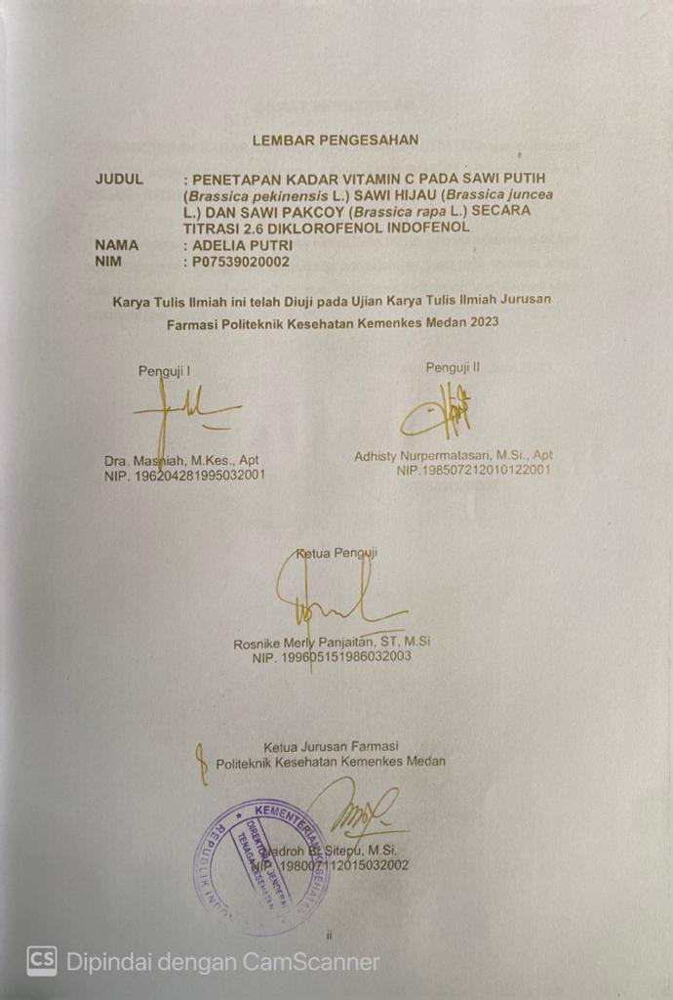 LEMBAR PENGESAHAN
JUDUL : PENETAPAN KADAR VITAMIN C PADA SAWI PUTIH
(Brassica pekinensis L.) SAWI HIJAU (Brassica juncea
L.) DAN SAWI PAKCOY (Brassica rapa L.) SECARA
TITRASI 2.6 DIKLOROFENOL INDOFENOL
NAMA : ADELIA PUTRI
NIM : P07539020002
Karya Tulis Ilmiah ini telah Diuji pada Ujian Karya Tulis Ilmiah Jurusan
Farmasi Politeknik Kesehatan Kemenkes Medan 2023
Penguji I
Dra. Masniah, M.Kes., Apt
NIP. 196204281995032001
Penguji II
Adhisty Nurpermatasari, M.Si., Apt
NIP.198507212010122001
Ketua Penguji
Rosnike Merly Panjaitan, ST, M.Si
NIP. 199605151986032003
Ketua Jurusan Farmasi
Politeknik Kesehatan Kemenkes Medan
Nadroh Br Sitepu, M.Si.
NIP. 198007112015032002
KEMENTERIAN KESEHATAN
REPUBLIK
DIREKTORAT JENDERAL
TENAGA KESEHATAN
ii
CS Dipindai dengan CamScanner